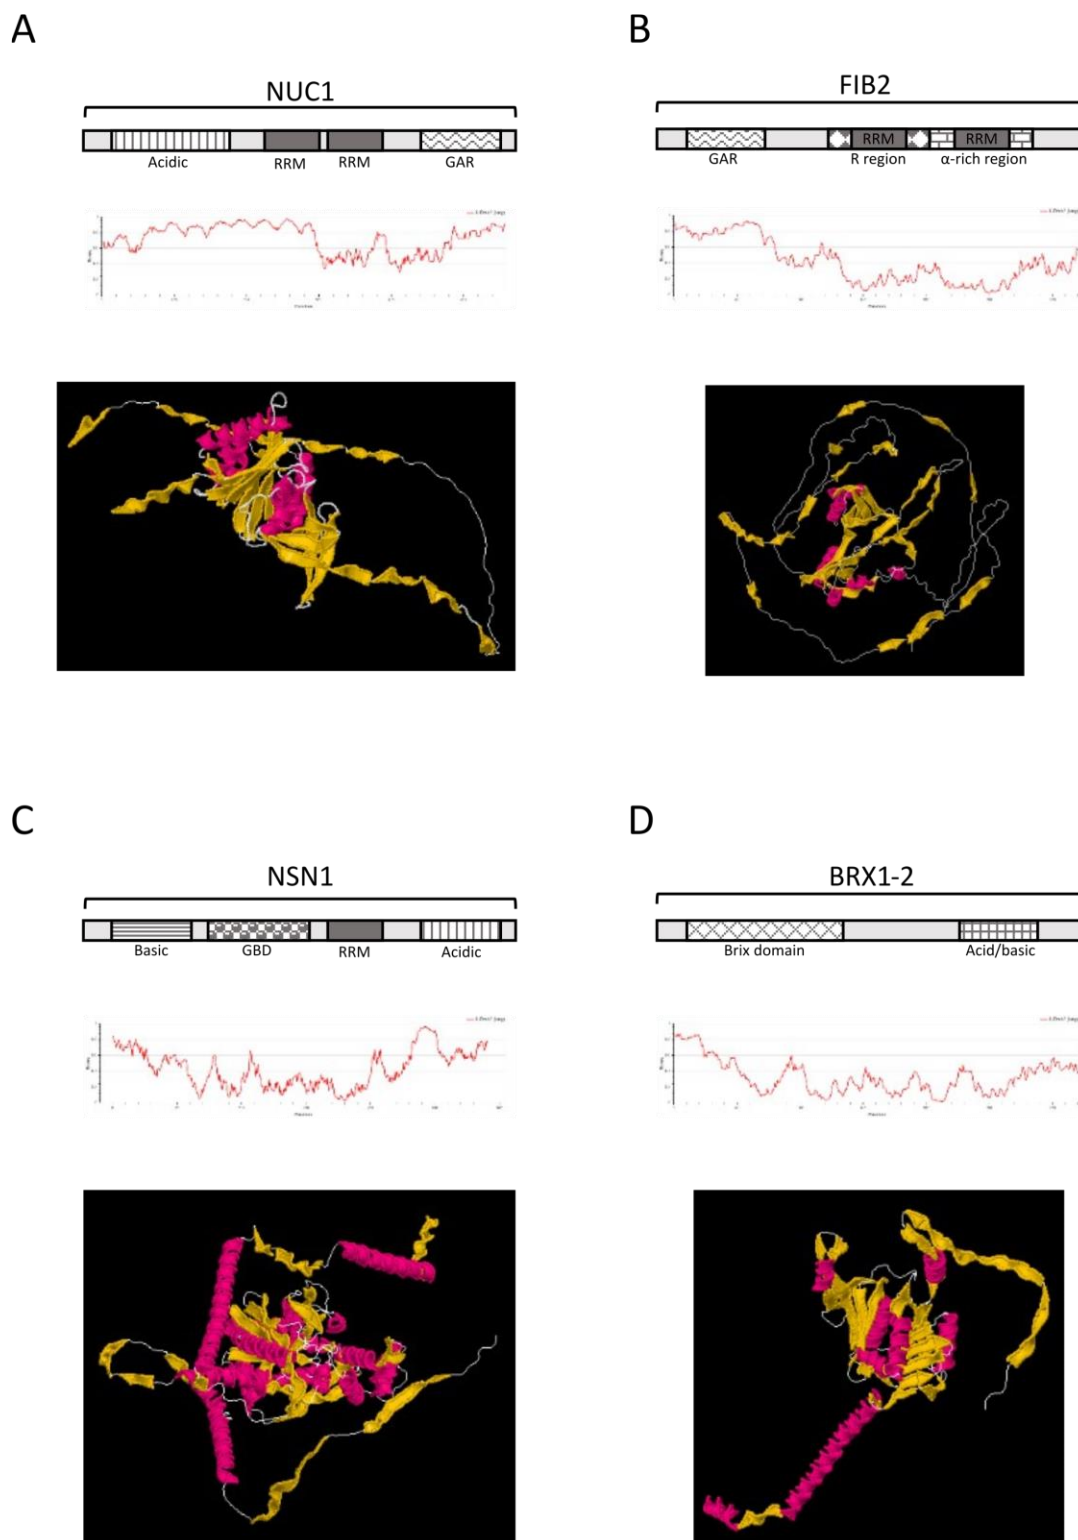 A
B
NUC1
FIB2
Acidic
RRM
RRM
GAR
GAR
RRM
RRM
R region
α-rich region
C
D
NSN1
BRX1-2
Basic
GBD
RRM
Acidic
Brix domain
Acid/basic